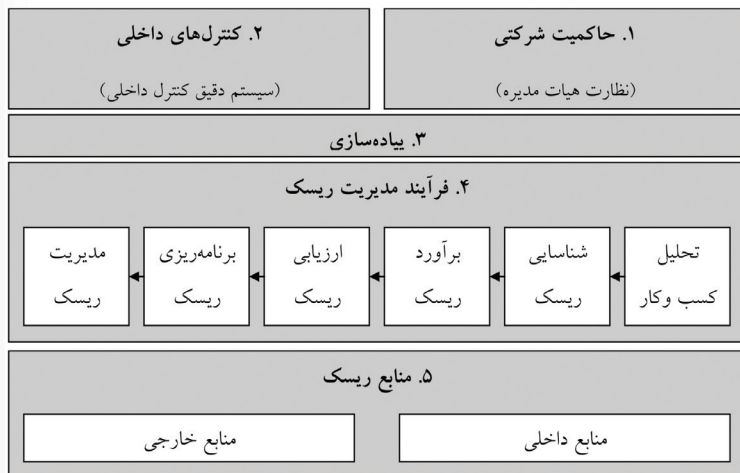 ۱. حاکمیت شرکتی
(نظارت هیات مدیره)
۲. کنترل‌های داخلی
(سیستم دقیق کنترل داخلی)
۳. پیاده‌سازی
۴. فرآیند مدیریت ریسک
تحلیل
کسب وکار
شناسایی
ریسک
برآورد
ریسک
ارزیابی
ریسک
برنامه‌ریزی
ریسک
مدیریت
ریسک
۵. منابع ریسک
منابع داخلی
منابع خارجی